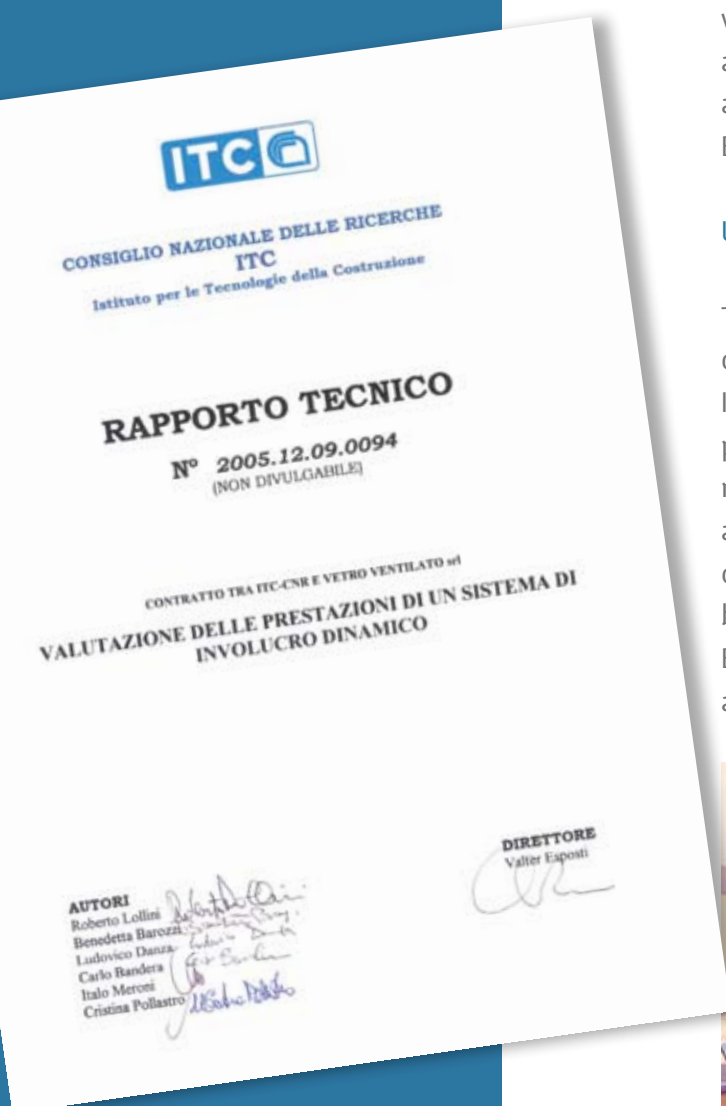 ITC
CONSIGLIO NAZIONALE DELLE RICERCHE
ITC
Istituto per le Tecnologie della Costruzione
RAPPORTO TECNICO
N° 2005.12.09.0094
(NON DIVULGABILE)
CONTRATTO TRA ITC-CNR E VETRO VENTILATO srl
VALUTAZIONE DELLE PRESTAZIONI DI UN SISTEMA DI
INVOLUCRO DINAMICO
DIRETTORE
Valter Esposti
AUTORI
Roberto Lollini
Benedetta Barozzi
Ludovico Danza
Carlo Bandera
Italo Meroni
Cristina Pollastro